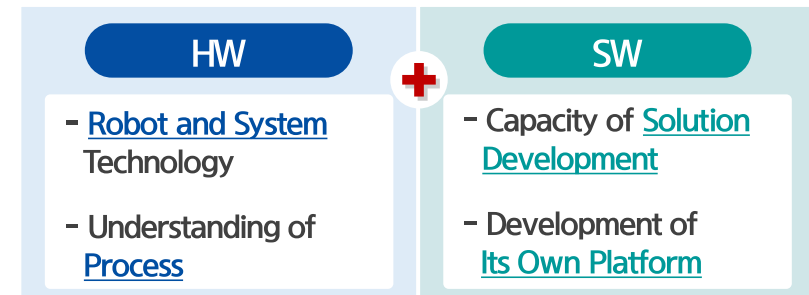 HW
- Robot and System
Technology
- Understanding of
Process
SW
- Capacity of Solution
Development
- Development of
Its Own Platform